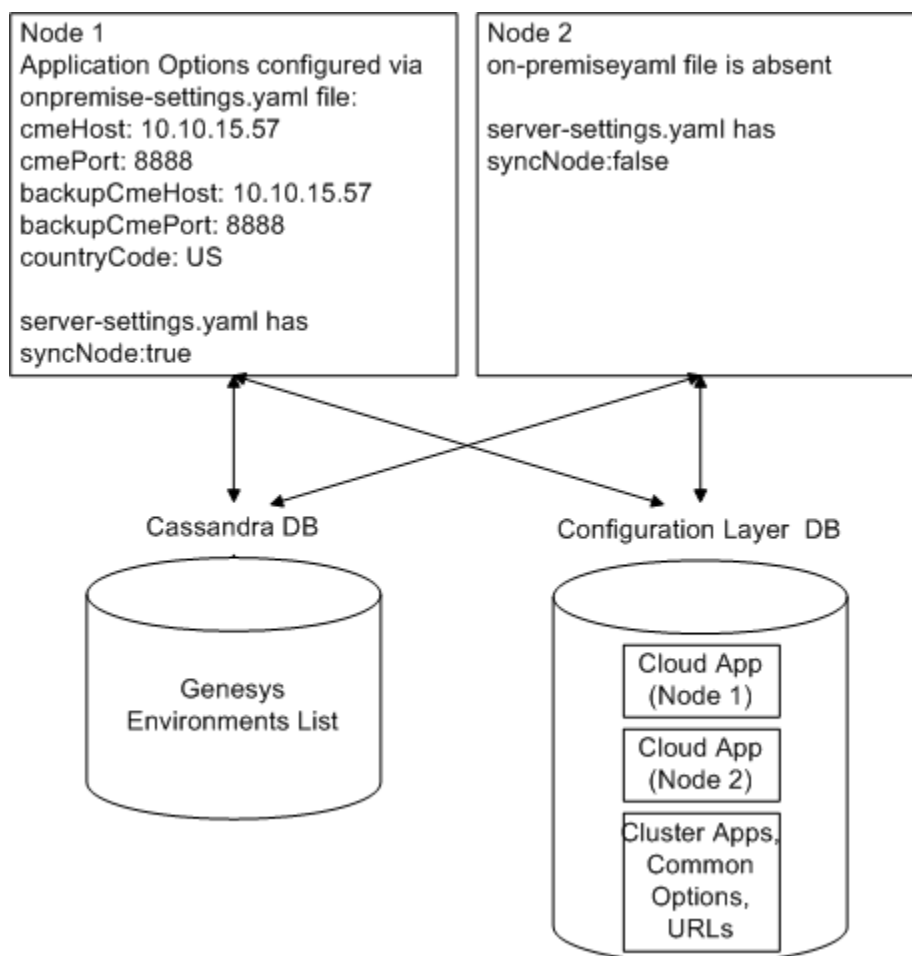 Node 1
Application Options configured via
onpremise-settings.yaml file:
cmeHost: 10.10.15.57
cmePort: 8888
backupCmeHost: 10.10.15.57
backupCmePort: 8888
countryCode: US
server-settings.yaml has
syncNode:true
Node 2
on-premiseyaml file is absent
server-settings.yaml has
syncNode:false
Cassandra DB
Genesys
Environments List
Configuration Layer DB
Cloud App
(Node 1)
Cloud App
(Node 2)
Cluster Apps,
Common
Options,
URLs